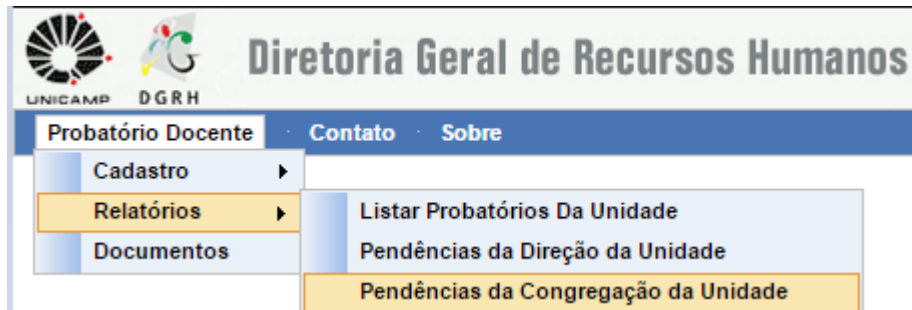 Diretoria Geral de Recursos Humanos
UNICAMP DGRH
Probatório Docente · Contato · Sobre
Cadastro
Relatórios
Documentos
Listar Probatórios Da Unidade
Pendências da Direção da Unidade
Pendências da Congregação da Unidade